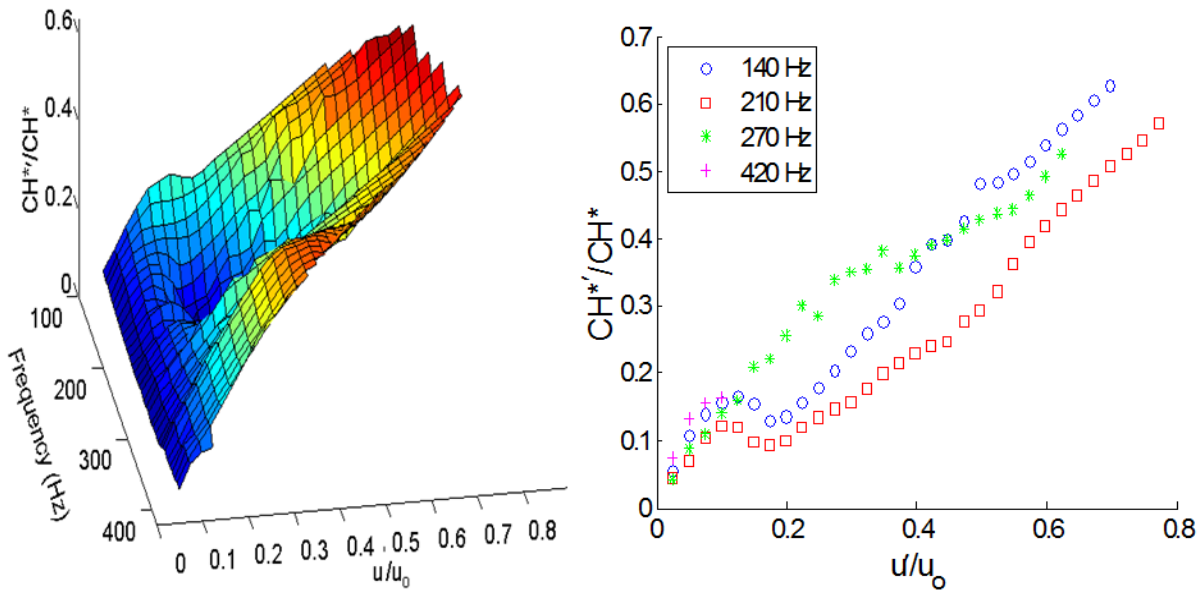 0.6
0.4
0.2
0
CH*'/CH*
100
200
300
400
Frequency (Hz)
0 0.1 0.2 0.3 0.4 0.5 0.6 0.7 0.8
u'/uo
0.7
0.6
0.5
0.4
0.3
0.2
0.1
0
CH*'/CH*
140 Hz
210 Hz
270 Hz
420 Hz
0 0.2 0.4 0.6 0.8
u'/uo